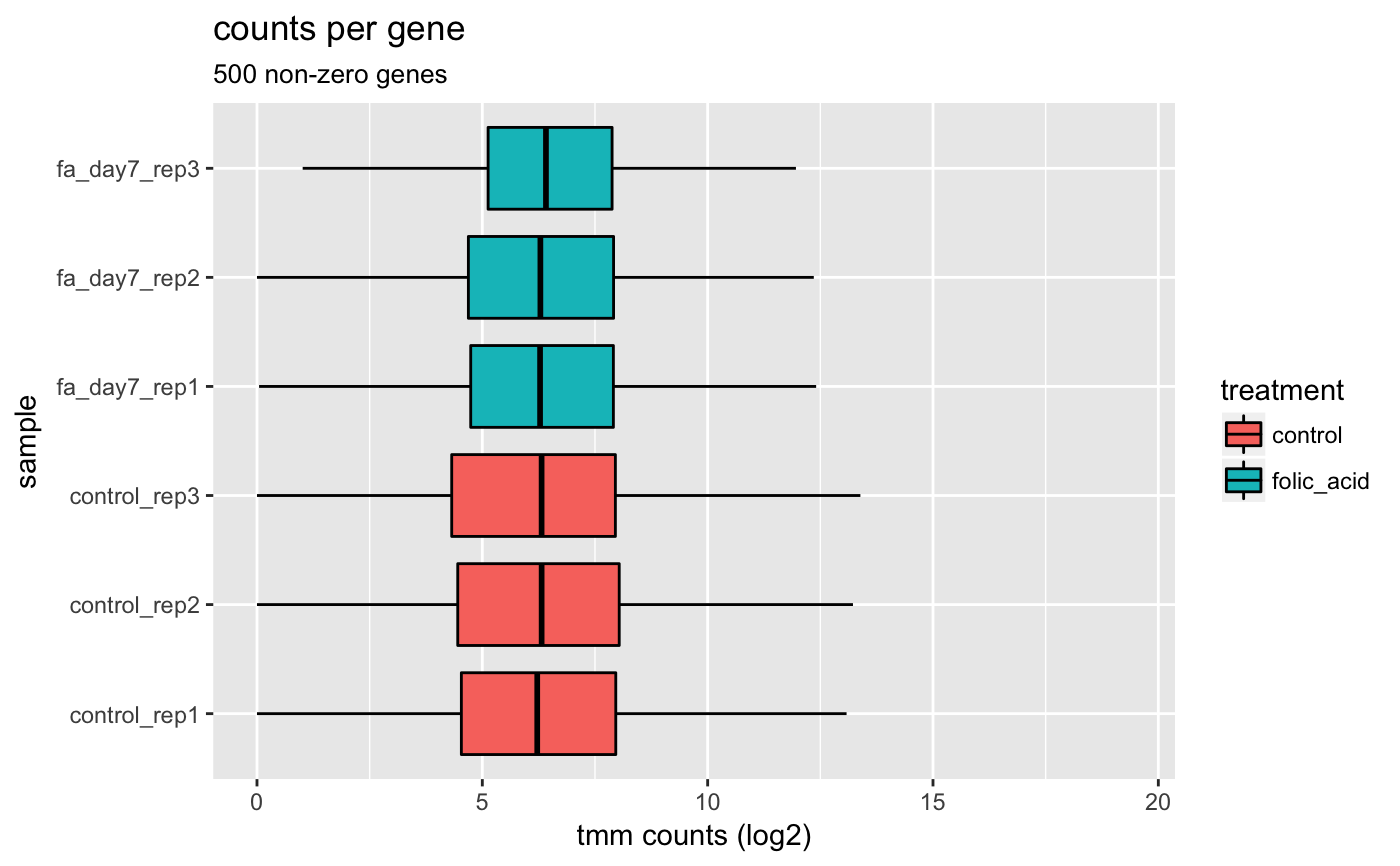 counts per gene
500 non-zero genes
fa_day7_rep3
fa_day7_rep2
fa_day7_rep1
control_rep3
control_rep2
control_rep1
sample
0 5 10 15 20
tmm counts (log2)
treatment
control
folic_acid